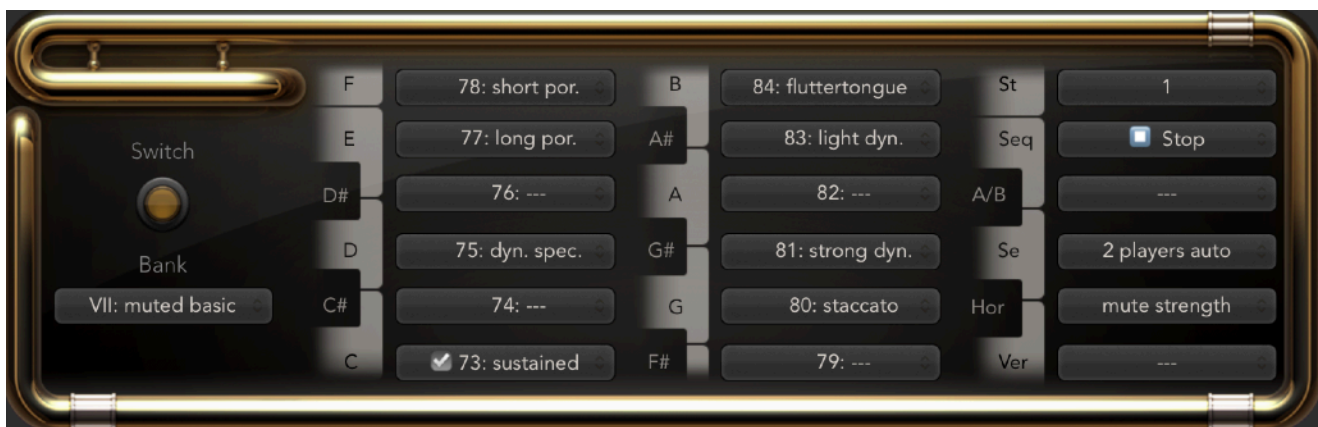 F 78: short por. B 84: fluttertongue St 1
Switch E 77: long por. A# 83: light dyn. Seq Stop
D# 76: --- A 82: --- A/B ---
Bank D 75: dyn. spec. G# 81: strong dyn. Se 2 players auto
VII: muted basic C# 74: --- G 80: staccato Hor mute strength
C 73: sustained F# 79: --- Ver ---